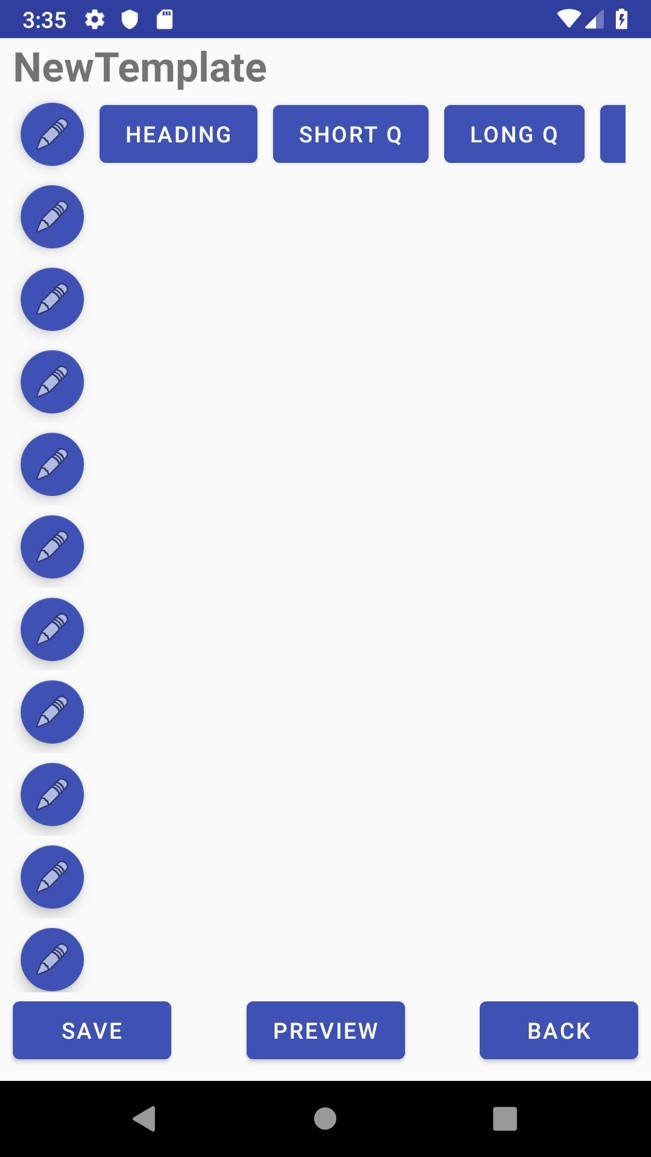 3:35
NewTemplate
HEADING SHORT Q LONG Q
SAVE PREVIEW BACK